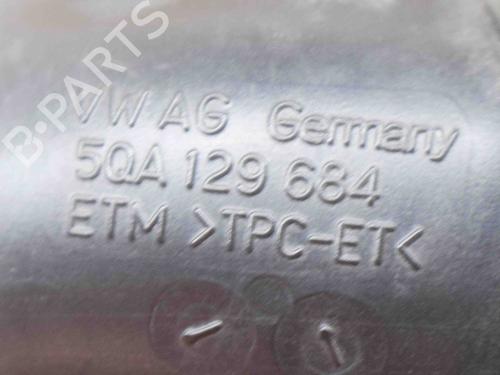 B-PARTS
VW AG Germany
5QA 129 684
ETM >TPC-ET<